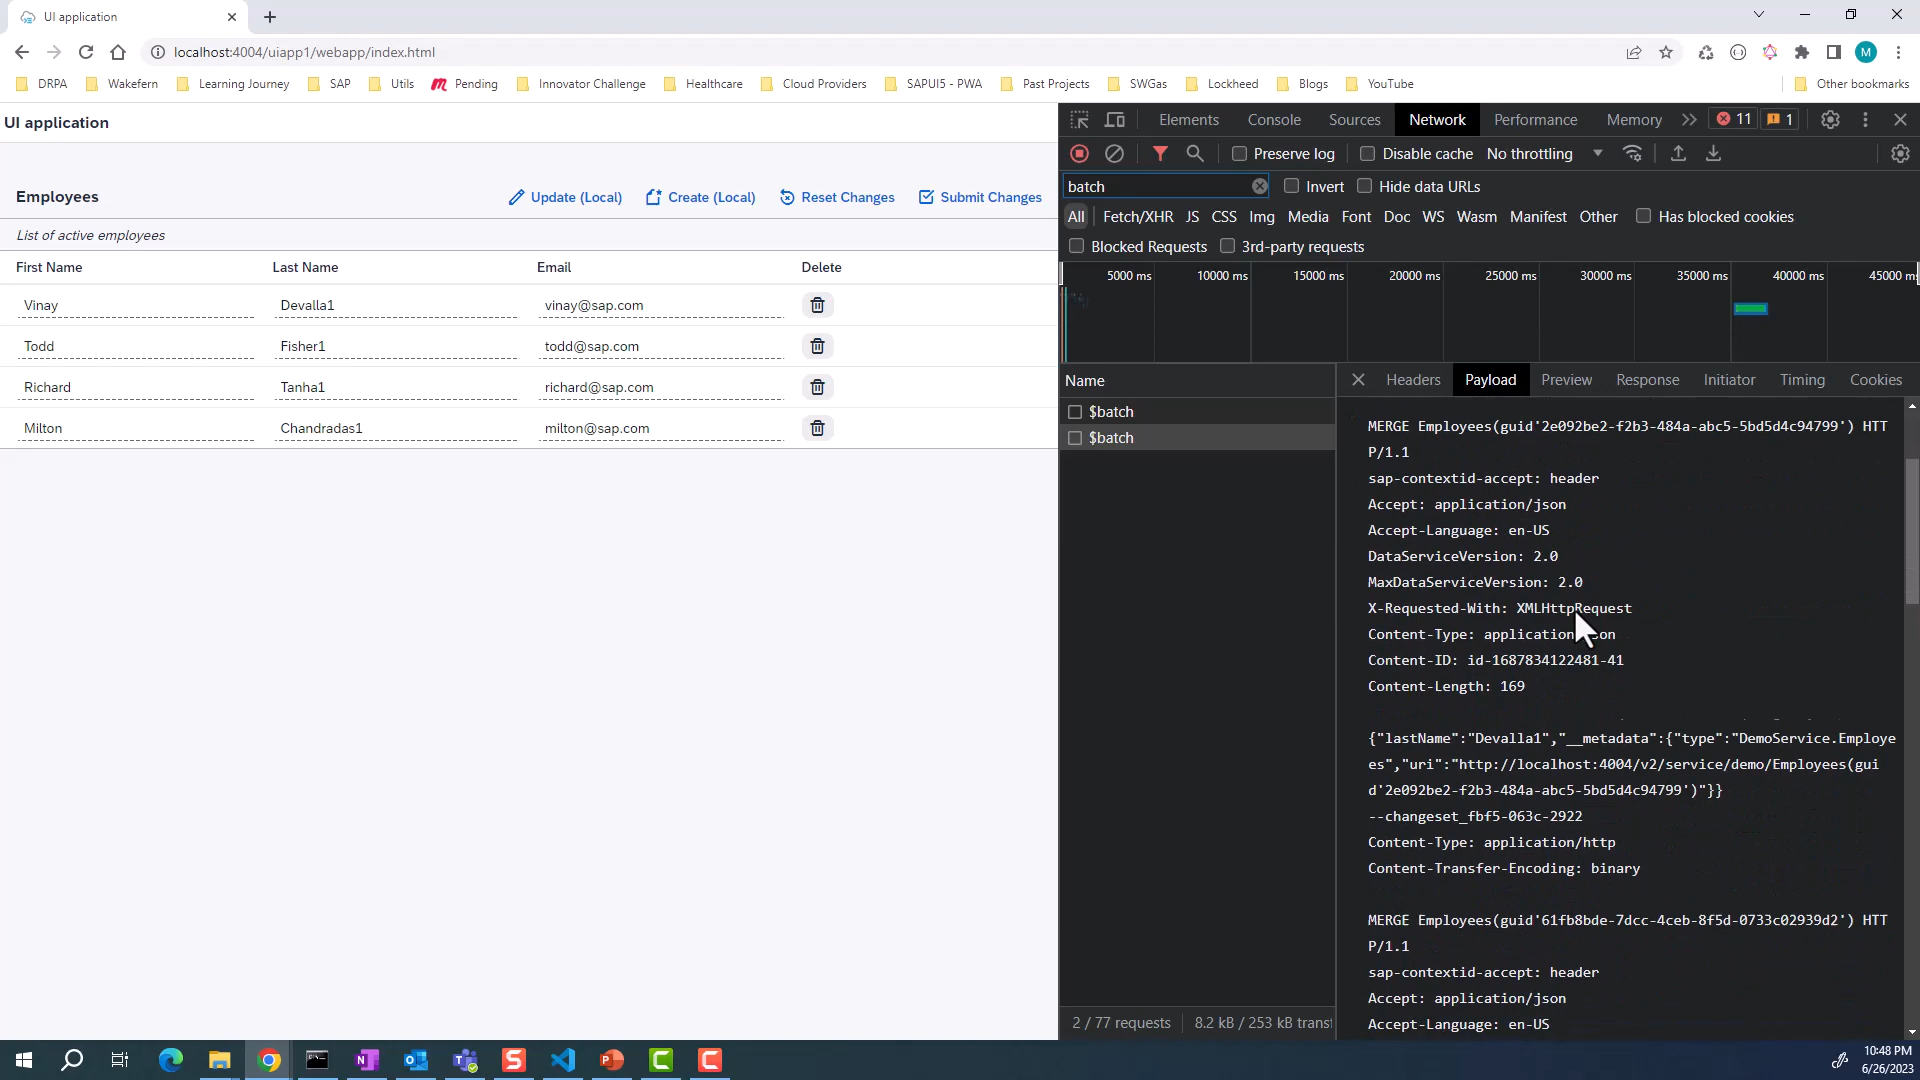 UI application
localhost:4004/uiapp1/webapp/index.html
M
DRPA Wakefern Learning Journey SAP Utils Pending Innovator Challenge Healthcare Cloud Providers SAPUI5 - PWA Past Projects SWGas Lockheed Blogs YouTube Other bookmarks
UI application
Employees Update (Local) Create (Local) Reset Changes Submit Changes
List of active employees
First Name Last Name Email Delete
Vinay Devalla1 vinay@sap.com
Todd Fisher1 todd@sap.com
Richard Tanha1 richard@sap.com
Milton Chandradas1 milton@sap.com
Elements Console Sources Network Performance Memory 11 1
Preserve log Disable cache No throttling
batch Invert Hide data URLs
All Fetch/XHR JS CSS Img Media Font Doc WS Wasm Manifest Other Has blocked cookies
Blocked Requests 3rd-party requests
5000 ms 10000 ms 15000 ms 20000 ms 25000 ms 30000 ms 35000 ms 40000 ms 45000
Name
$batch
$batch
2 / 77 requests 8.2 kB / 253 kB
Headers Payload Preview Response Initiator Timing Cookies
MERGE Employees(guid'2e092be2-f2b3-484a-abc5-5bd5d4c94799') HTT
P/1.1
sap-contextid-accept: header
Accept: application/json
Accept-Language: en-US
DataServiceVersion: 2.0
MaxDataServiceVersion: 2.0
X-Requested-With: XMLHttpRequest
Content-Type:
Content-ID: id-1687834122481-41
Content-Length: 169
{"lastName":"Devalla1","__metadata":{"type":"DemoService.Employe
es","uri":"http://localhost:4004/v2/service/demo/Employees(gui
d'2e092be2-f2b3-484a-abc5-5bd5d4c94799')"}}
--changeset_fbf5-063c-2922
Content-Type: application/http
Content-Transfer-Encoding: binary
MERGE Employees(guid'61fb8bde-7dcc-4ceb-8f5d-0733c02939d2') HTT
P/1.1
sap-contextid-accept: header
Accept: application/json
Accept-Language: en-US
10:48 PM
6/26/2023